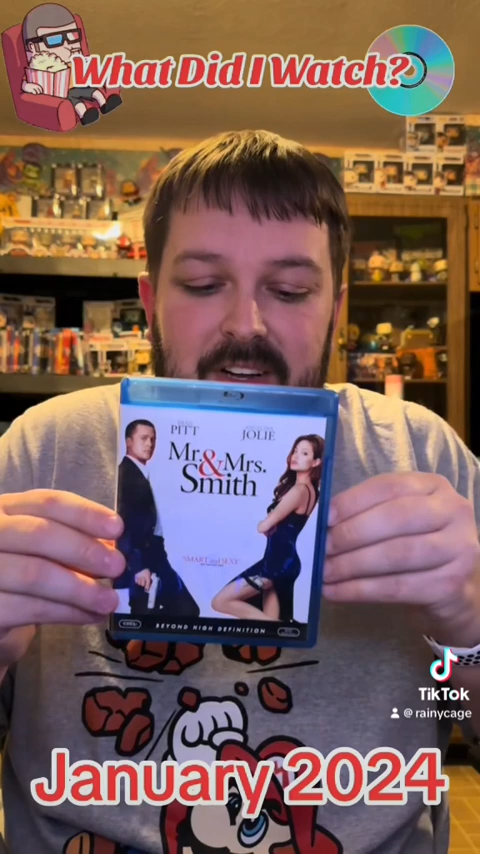 What Did I Watch?
PITT
JOLIE
Mr.
& Mrs.
Smith
BEYOND HIGH DEFINITION
TikTok
@rainycage
January 2024